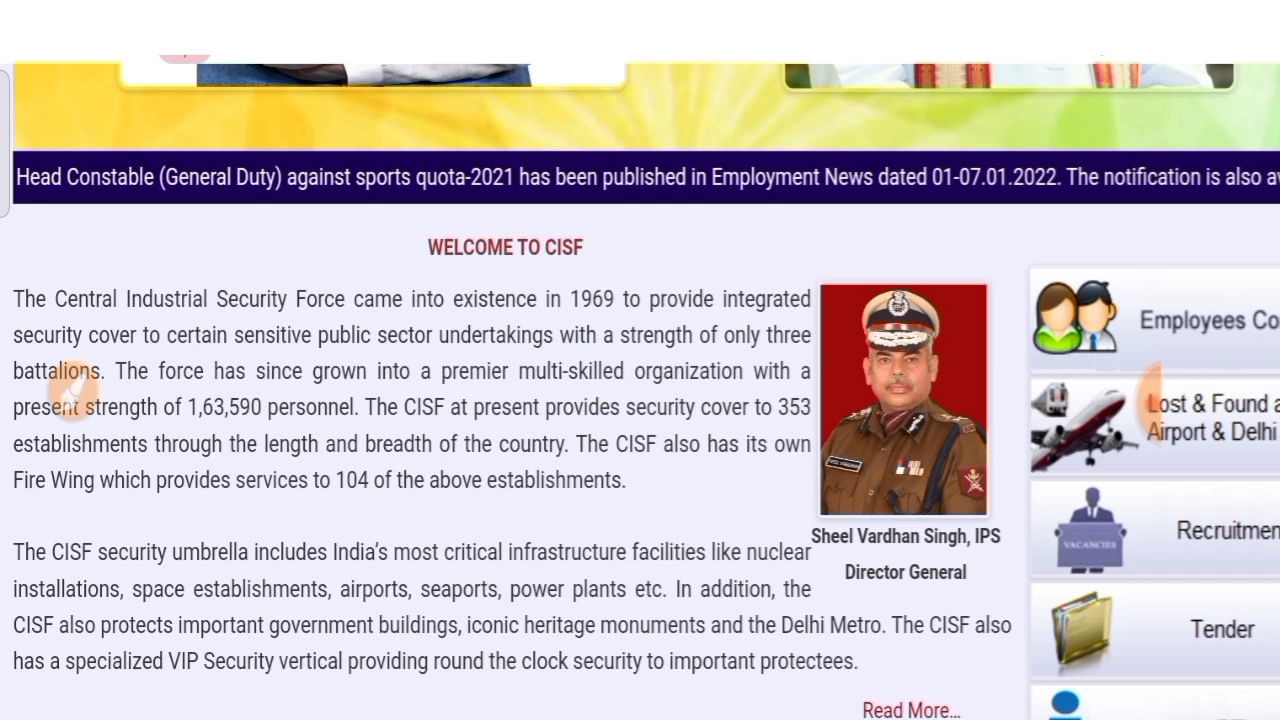 Head Constable (General Duty) against sports quota-2021 has been published in Employment News dated 01-07.01.2022. The notification is also
WELCOME TO CISF
The Central Industrial Security Force came into existence in 1969 to provide integrated
security cover to certain sensitive public sector undertakings with a strength of only three
battalions. The force has since grown into a premier multi-skilled organization with a
present strength of 1,63,590 personnel. The CISF at present provides security cover to 353
establishments through the length and breadth of the country. The CISF also has its own
Fire Wing which provides services to 104 of the above establishments.
Sheel Vardhan Singh, IPS
Director General
The CISF security umbrella includes India's most critical infrastructure facilities like nuclear
installations, space establishments, airports, seaports, power plants etc. In addition, the
CISF also protects important government buildings, iconic heritage monuments and the Delhi Metro. The CISF also
has a specialized VIP Security vertical providing round the clock security to important protectees.
Read More...
Employees Co
Lost & Found a
Airport & Delhi
VACANCIES
Recruitmen
Tender